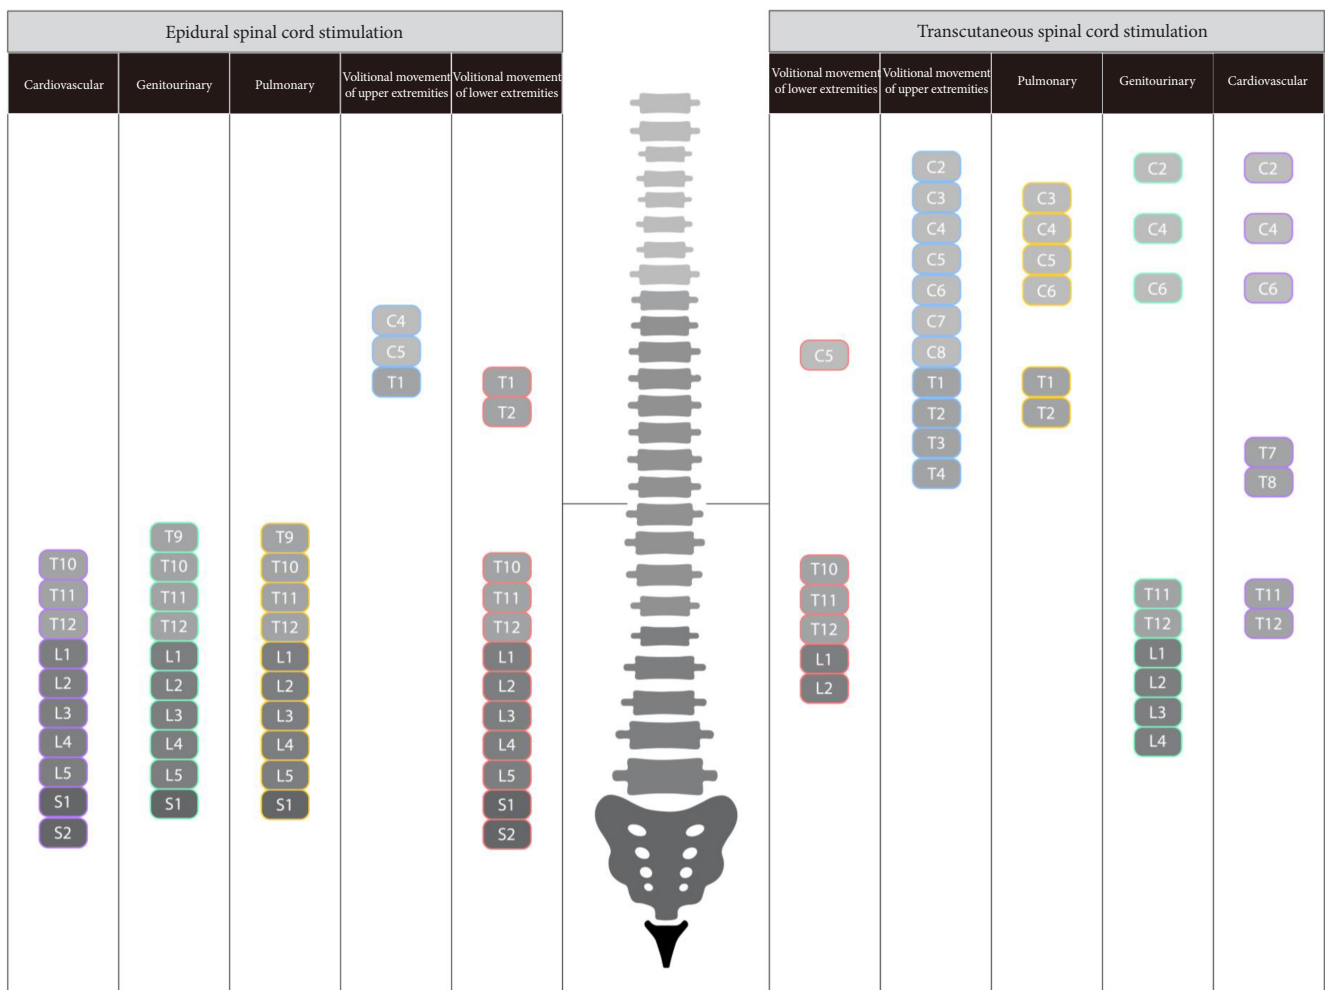 Epidural spinal cord stimulation
Cardiovascular
Genitourinary
Pulmonary
Volitional movement
of upper extremities
Volitional movement
of lower extremities
T10
T11
T12
L1
L2
L3
L4
L5
S1
S2
T9
T10
T11
T12
L1
L2
L3
L4
L5
S1
T9
T10
T11
T12
L1
L2
L3
L4
L5
S1
C4
C5
T1
T1
T2
T10
T11
T12
L1
L2
L3
L4
L5
S1
S2
Transcutaneous spinal cord stimulation
Volitional movement
of lower extremities
Volitional movement
of upper extremities
Pulmonary
Genitourinary
Cardiovascular
C5
T10
T11
T12
L1
L2
C2
C3
C4
C5
C6
C7
C8
T1
T2
T3
T4
C3
C4
C5
C6
T1
T2
C2
C4
C6
T11
T12
L1
L2
L3
L4
C2
C4
C6
T7
T8
T11
T12